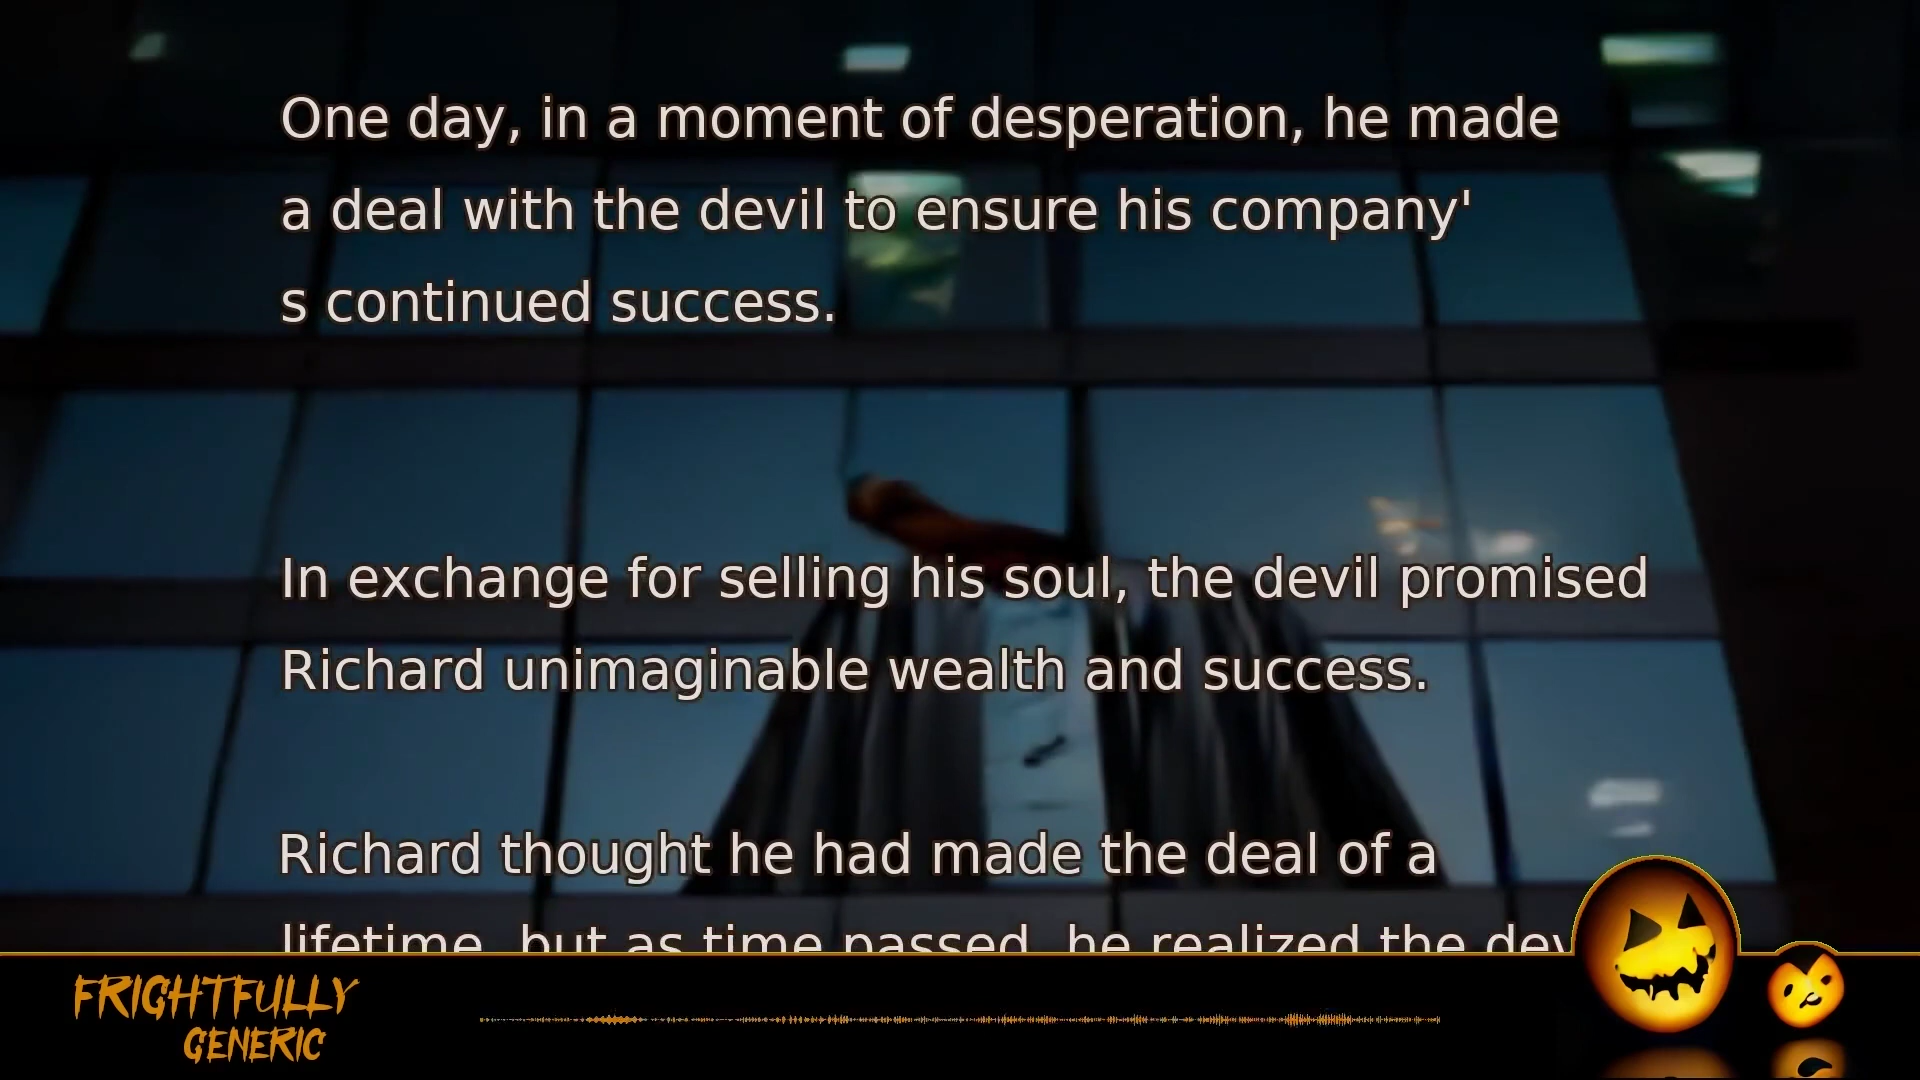 One day, in a moment of desperation, he made
a deal with the devil to ensure his company'
s continued success.
In exchange for selling his soul, the devil promised
Richard unimaginable wealth and success.
Richard thought he had made the deal of a
lifetime, but as time passed, he realized the dev
FRIGHTFULLY
GENERIC